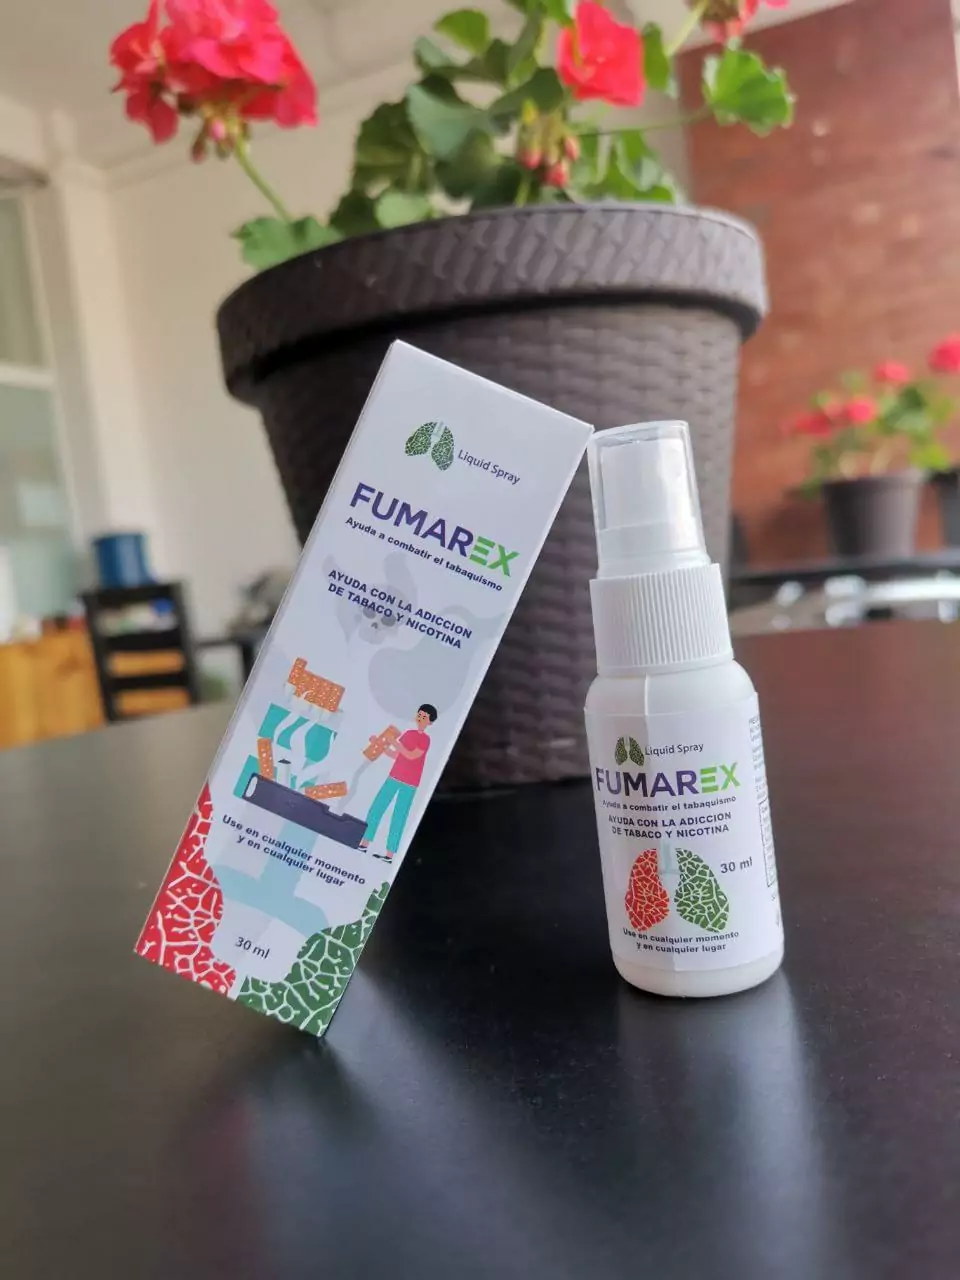 Liquid Spray
FUMAREX
Ayuda a combatir el tabaquismo
AYUDA CON LA ADICCION
DE TABACO Y NICOTINA
Use en cualquier momento
y en cualquier lugar
30 ml
Liquid Spray
FUMAREX
Ayuda a combatir el tabaquismo
AYUDA CON LA ADICCION
DE TABACO Y NICOTINA
30 ml
Use en cualquier momento
y en cualquier lugar